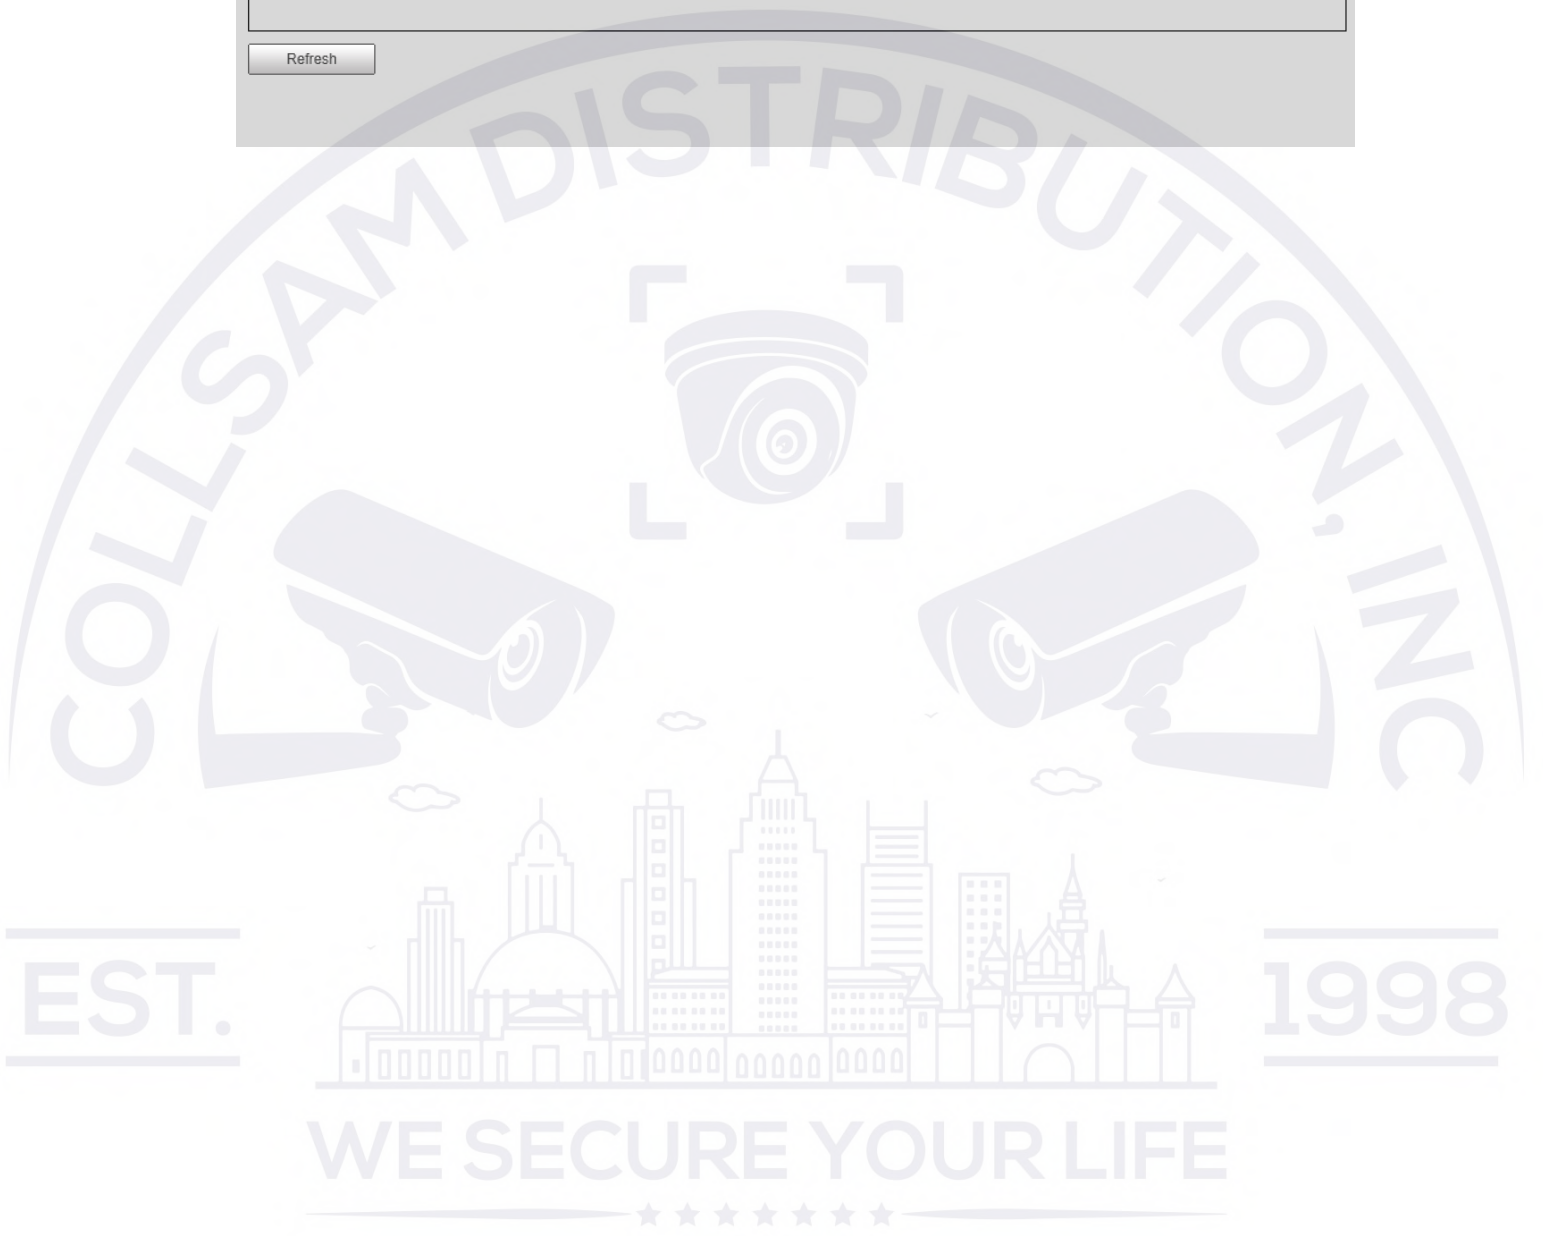 Refresh
COLLSAM DISTRIBUTION, INC
EST.
1998
WE SECURE YOUR LIFE